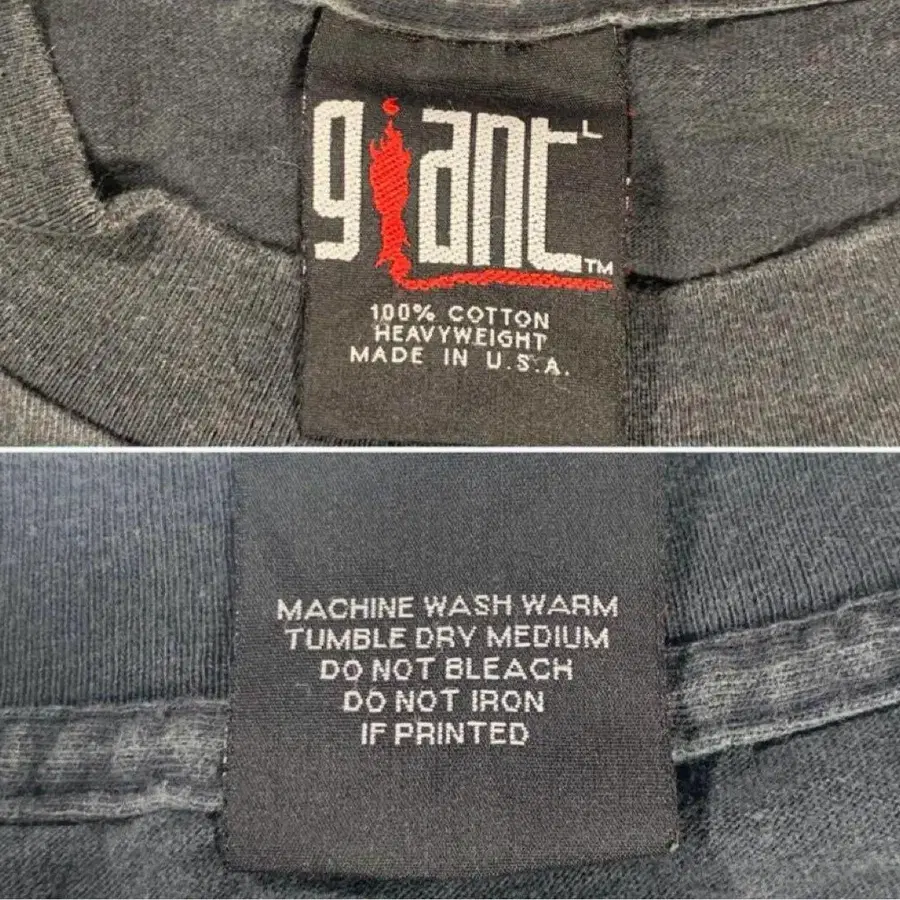 giant L
TM
100% COTTON
HEAVYWEIGHT
MADE IN U.S.A.
MACHINE WASH WARM
TUMBLE DRY MEDIUM
DO NOT BLEACH
DO NOT IRON
IF PRINTED